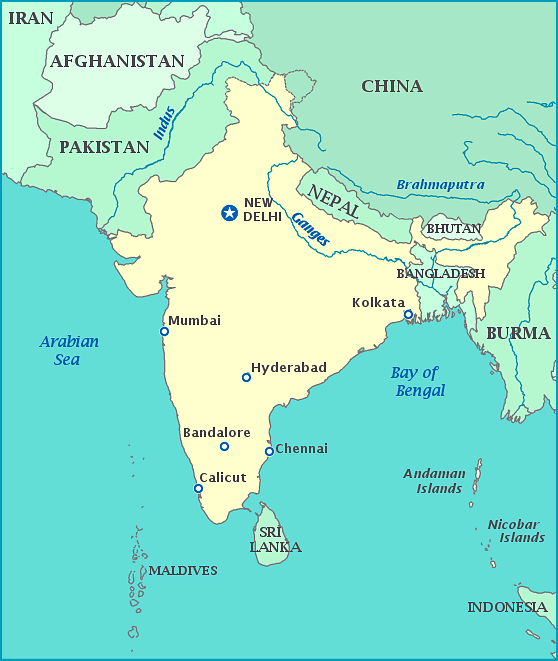 IRAN
AFGHANISTAN
CHINA
Indus
PAKISTAN
Brahmaputra
NEPAL
NEW
DELHI
Ganges
BHUTAN
BANGLADESH
Kolkata
Mumbai
BURMA
Arabian
Sea
Hyderabad
Bay of
Bengal
Bandalore
Chennai
Calicut
Andaman
Islands
Nicobar
Islands
SRI
LANKA
MALDIVES
INDONESIA